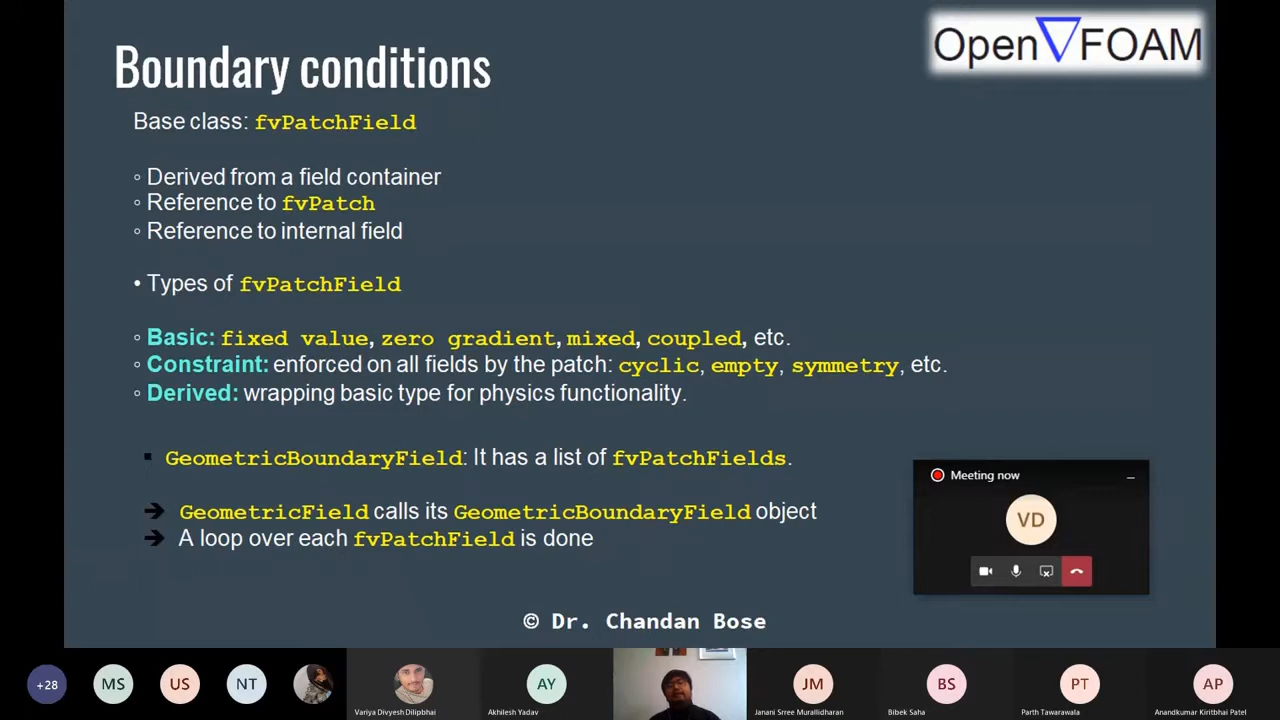 Boundary conditions
Open∇FOAM
Base class: fvPatchField
◦ Derived from a field container
◦ Reference to fvPatch
◦ Reference to internal field
• Types of fvPatchField
◦ Basic: fixed value, zero gradient, mixed, coupled, etc.
◦ Constraint: enforced on all fields by the patch: cyclic, empty, symmetry, etc.
◦ Derived: wrapping basic type for physics functionality.
▪ GeometricBoundaryField: It has a list of fvPatchFields.
➔ GeometricField calls its GeometricBoundaryField object
➔ A loop over each fvPatchField is done
Meeting now
VD
© Dr. Chandan Bose
+28
MS
US
NT
AY
JM
BS
PT
AP
Variya Divyesh Dilipbhai
Akhilesh Yadav
Janani Srree Murallidharan
Bibek Saha
Parth Tawarawala
Anandkumar Kiritbhai Patel